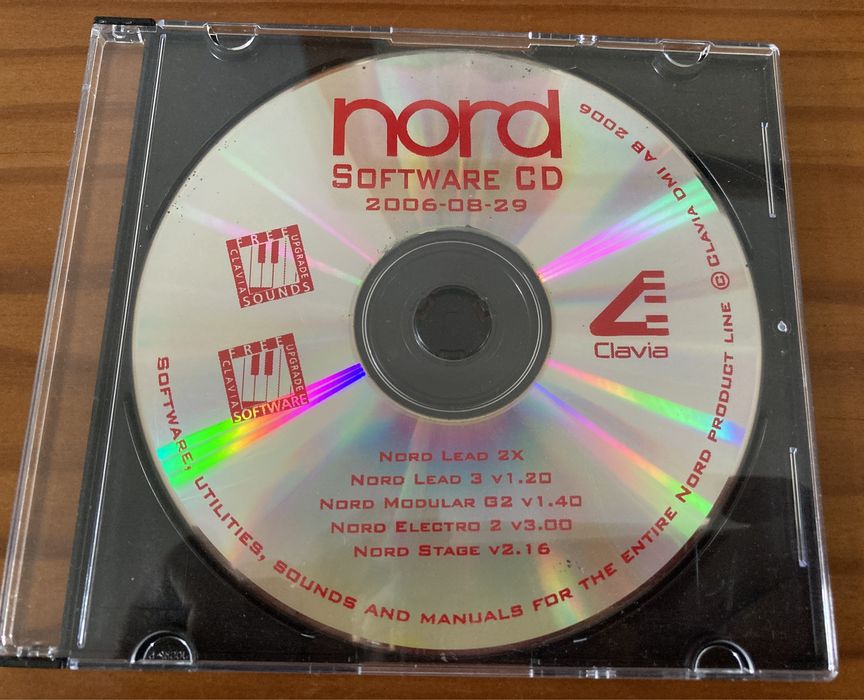 nord
SOFTWARE CD
2006-08-29
FREE UPGRADE CLAVIA SOUNDS
FREE UPGRADE CLAVIA SOFTWARE
Clavia
NORD LEAD 2X
NORD LEAD 3 V1.20
NORD MODULAR G2 V1.40
NORD ELECTRO 2 V3.00
NORD STAGE V2.16
SOFTWARE, UTILITIES, SOUNDS AND MANUALS FOR THE ENTIRE NORD PRODUCT LINE © CLAVIA DMI AB 2006